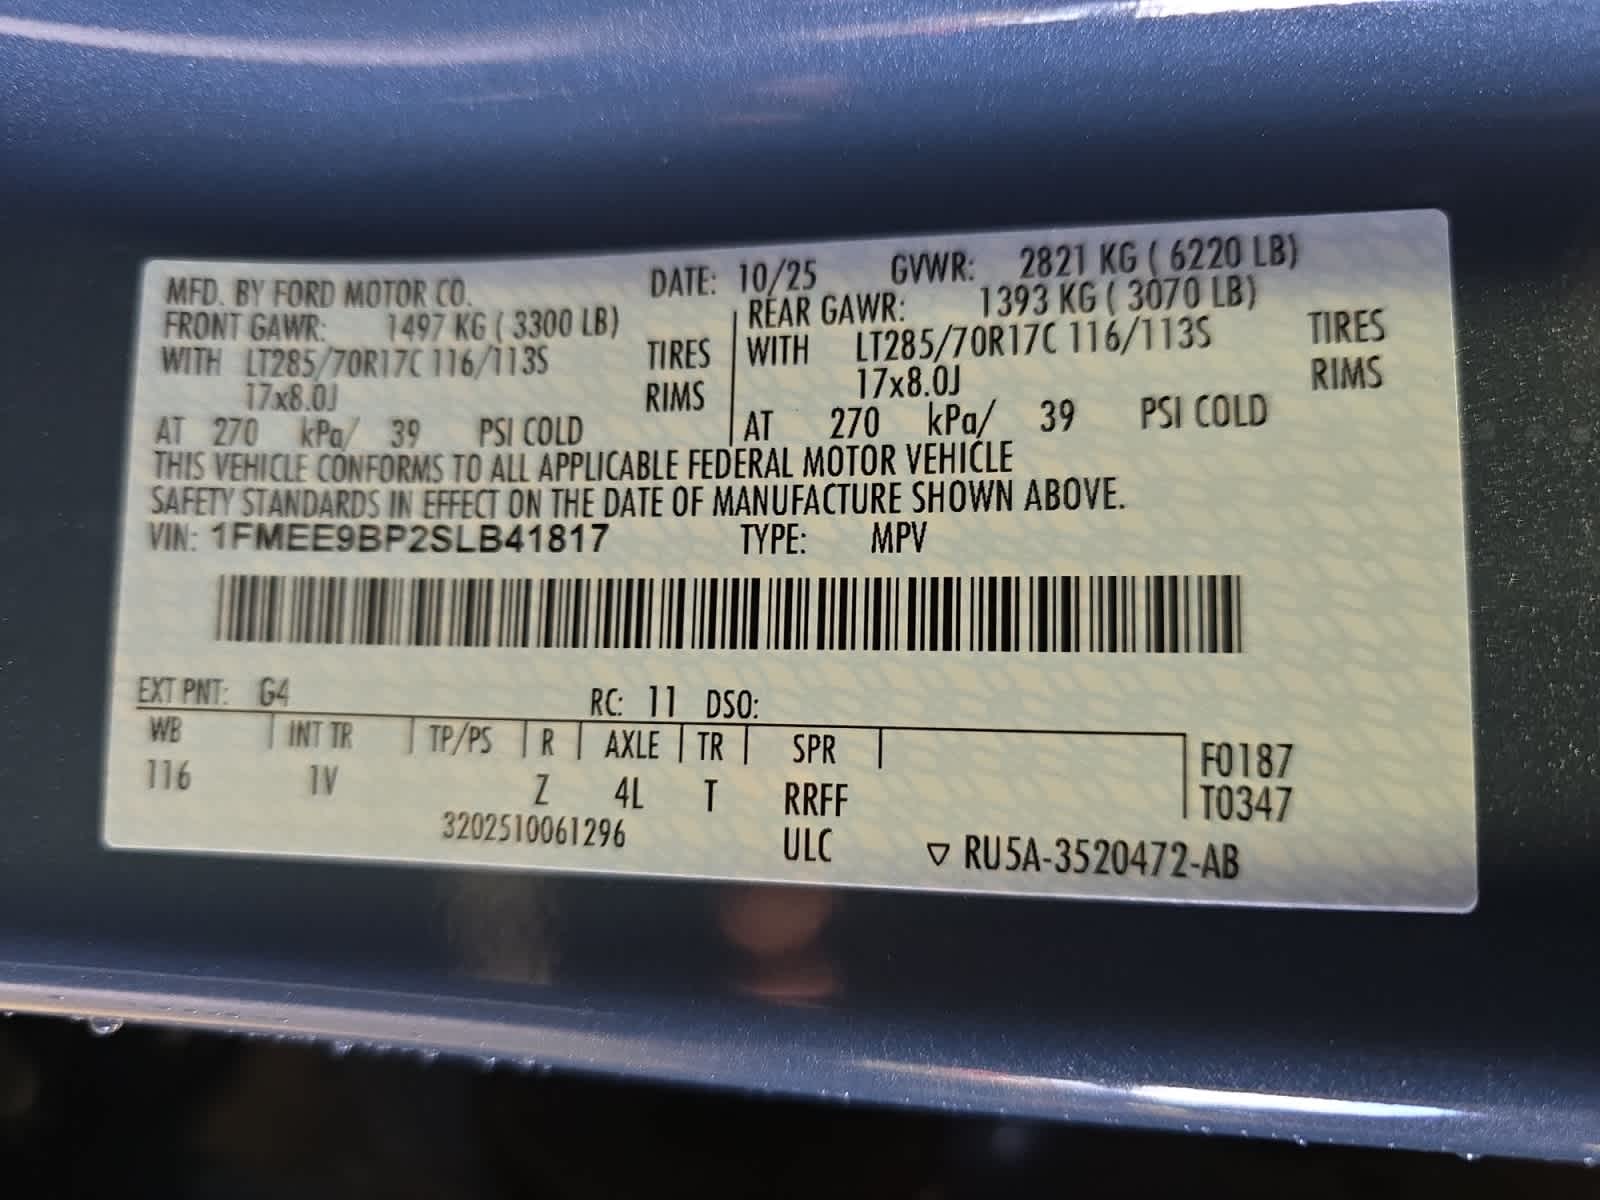 MFD. BY FORD MOTOR CO. DATE: 10/25 GVWR: 2821 KG ( 6220 LB)
FRONT GAWR: 1497 KG ( 3300 LB) REAR GAWR: 1393 KG ( 3070 LB)
WITH LT285/70R17C 116/113S TIRES WITH LT285/70R17C 116/113S TIRES
17x8.0J RIMS 17x8.0J RIMS
AT 270 kPa/ 39 PSI COLD AT 270 kPa/ 39 PSI COLD
THIS VEHICLE CONFORMS TO ALL APPLICABLE FEDERAL MOTOR VEHICLE
SAFETY STANDARDS IN EFFECT ON THE DATE OF MANUFACTURE SHOWN ABOVE.
VIN: 1FMEE9BP2SLB41817 TYPE: MPV
EXT PNT: G4 RC: 11 DSO:
WB INT TR TP/PS R AXLE TR SPR F0187
116 1V Z 4L T RRFF T0347
3202510061296 ULC ▽ RU5A-3520472-AB